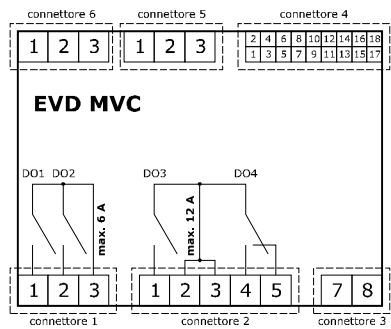 connettore 6 connettore 5 connettore 4
1 2 3 1 2 3
2 4 6 8 10 12 14 16 18
1 3 5 7 9 11 13 15 17
EVD MVC
DO1 DO2 DO3 DO4
max. 6 A
max. 12 A
1 2 3 1 2 3 4 5 7 8
connettore 1 connettore 2 connettore 3